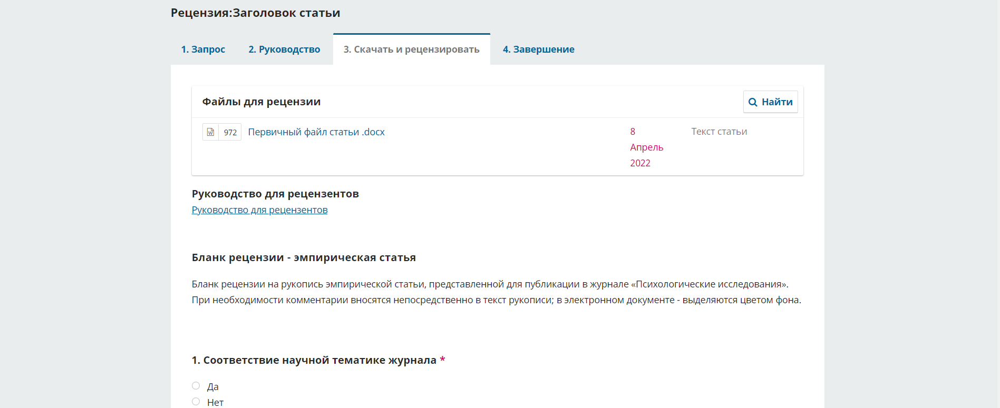 Рецензия:Заголовок статьи
1. Запрос
2. Руководство
3. Скачать и рецензировать
4. Завершение
Файлы для рецензии
Найти
972
Первичный файл статьи .docx
8
Апрель
2022
Текст статьи
Руководство для рецензентов
Руководство для рецензентов
Бланк рецензии - эмпирическая статья
Бланк рецензии на рукопись эмпирической статьи, представленной для публикации в журнале «Психологические исследования».
При необходимости комментарии вносятся непосредственно в текст рукописи; в электронном документе - выделяются цветом фона.
1. Соответствие научной тематике журнала *
Да
Нет